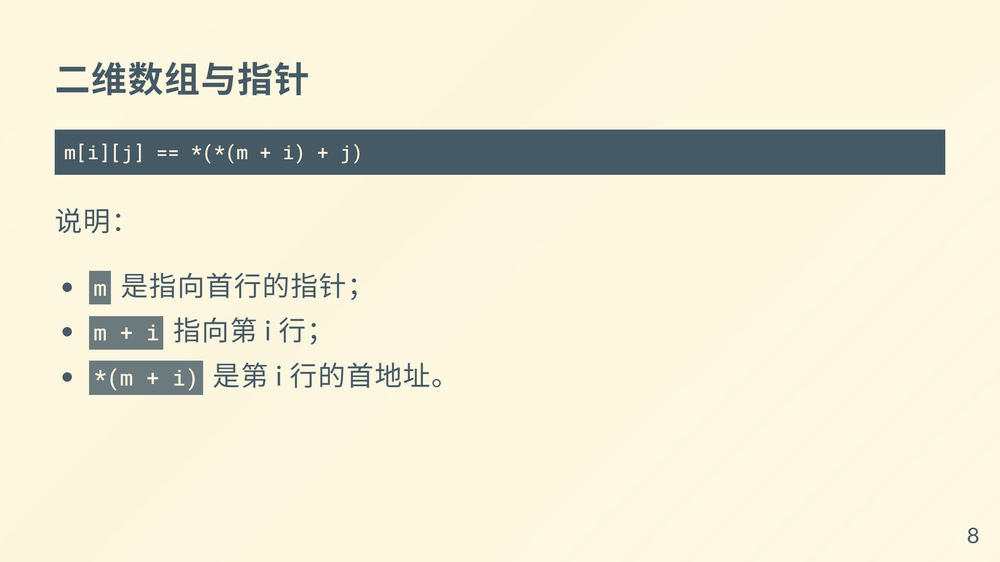 二维数组与指针
m[i][j] == *(*(m + i) + j)
说明：
• m 是指向首行的指针；
• m + i 指向第 i 行；
• *(m + i) 是第 i 行的首地址。
8